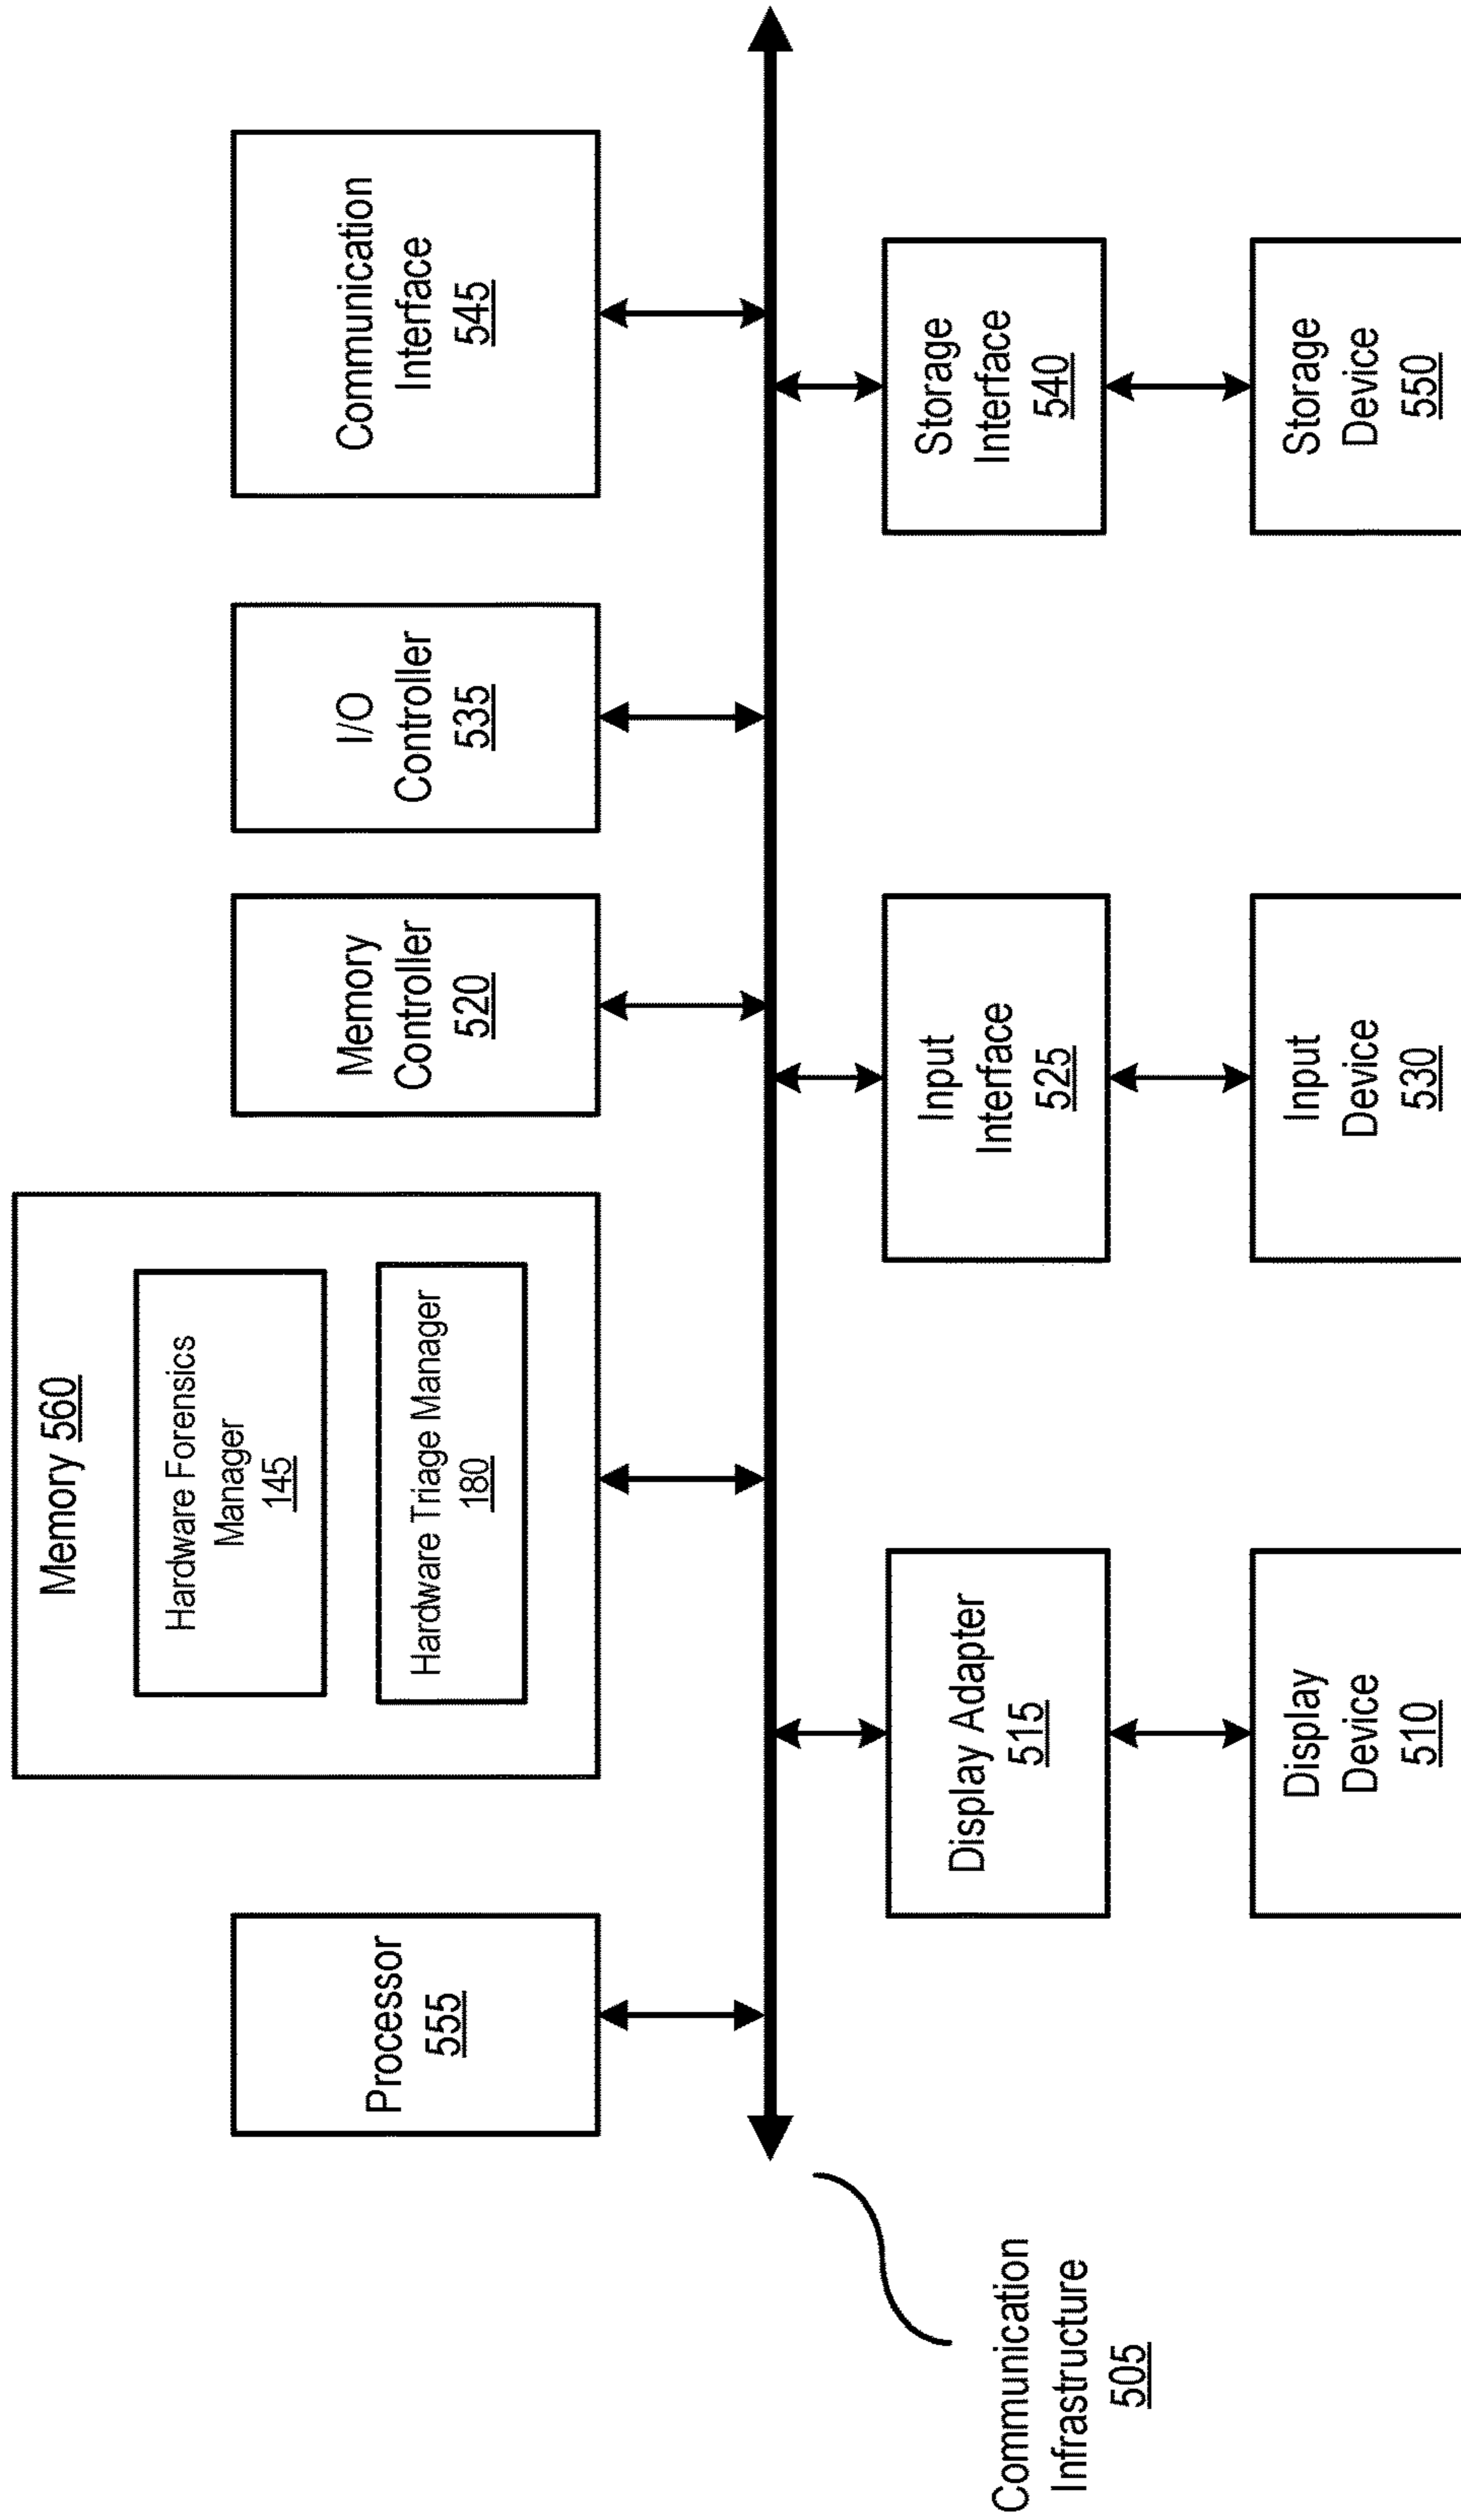 Memory 560
Hardware Forensics
Manager
145
Hardware Triage Manager
180
Processor
555
Memory
Controller
520
I/O
Controller
535
Communication
Interface
545
Communication
Infrastructure
505
Display Adapter
515
Input
Interface
525
Storage
Interface
540
Display
Device
510
Input
Device
530
Storage
Device
550